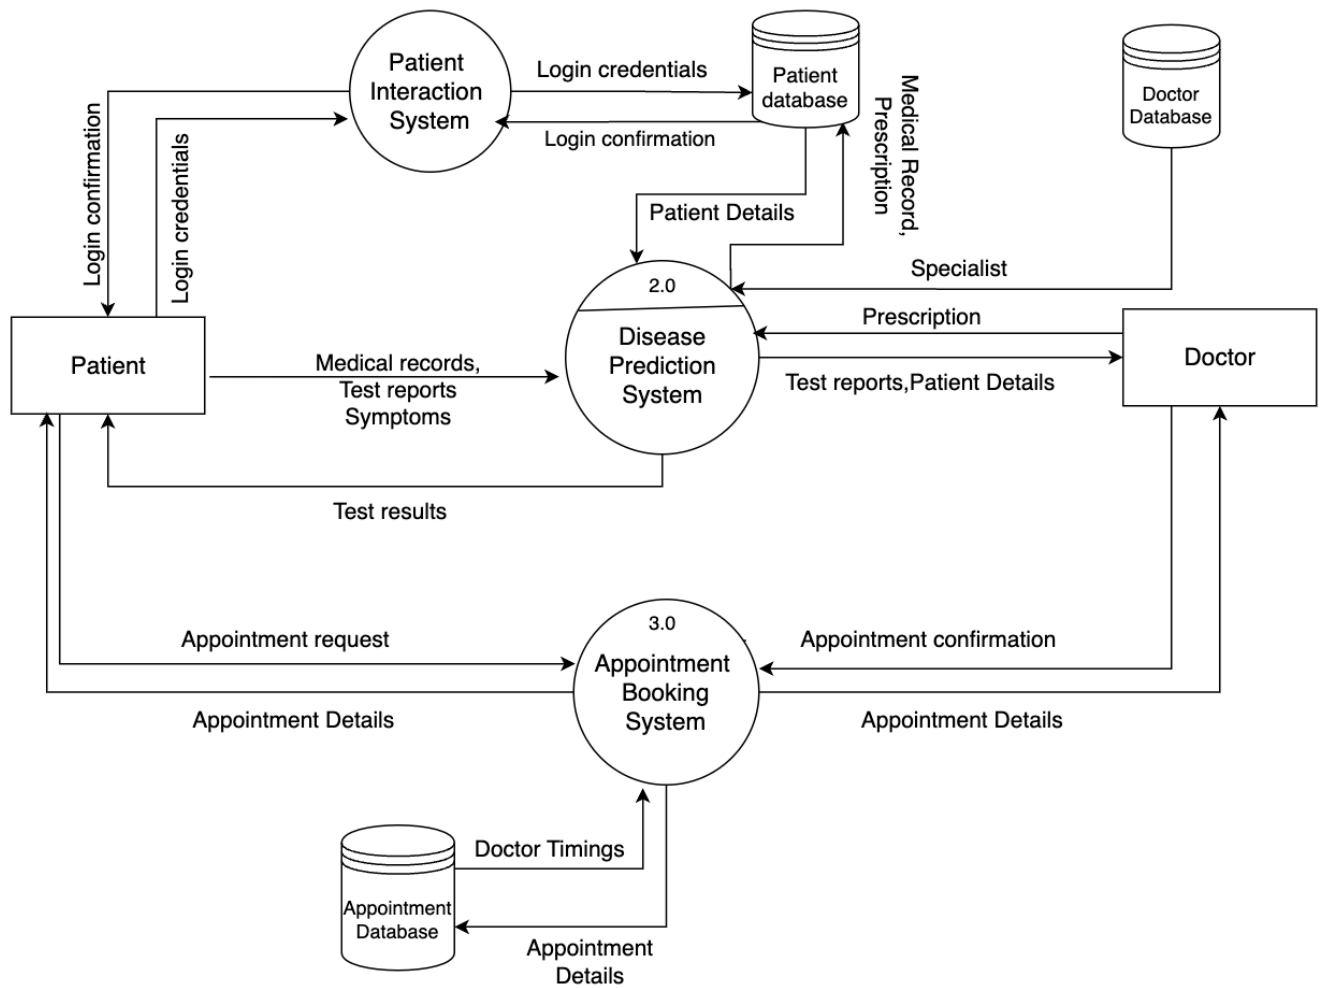 Patient
Interaction
System
Login credentials
Login confirmation
Patient
database
Medical Record,
Prescription
Doctor
Database
Login confirmation
Login credentials
Patient Details
Specialist
2.0
Disease
Prediction
System
Prescription
Test reports,Patient Details
Doctor
Patient
Medical records,
Test reports
Symptoms
Test results
Appointment request
Appointment Details
3.0
Appointment
Booking
System
Appointment confirmation
Appointment Details
Doctor Timings
Appointment
Database
Appointment
Details